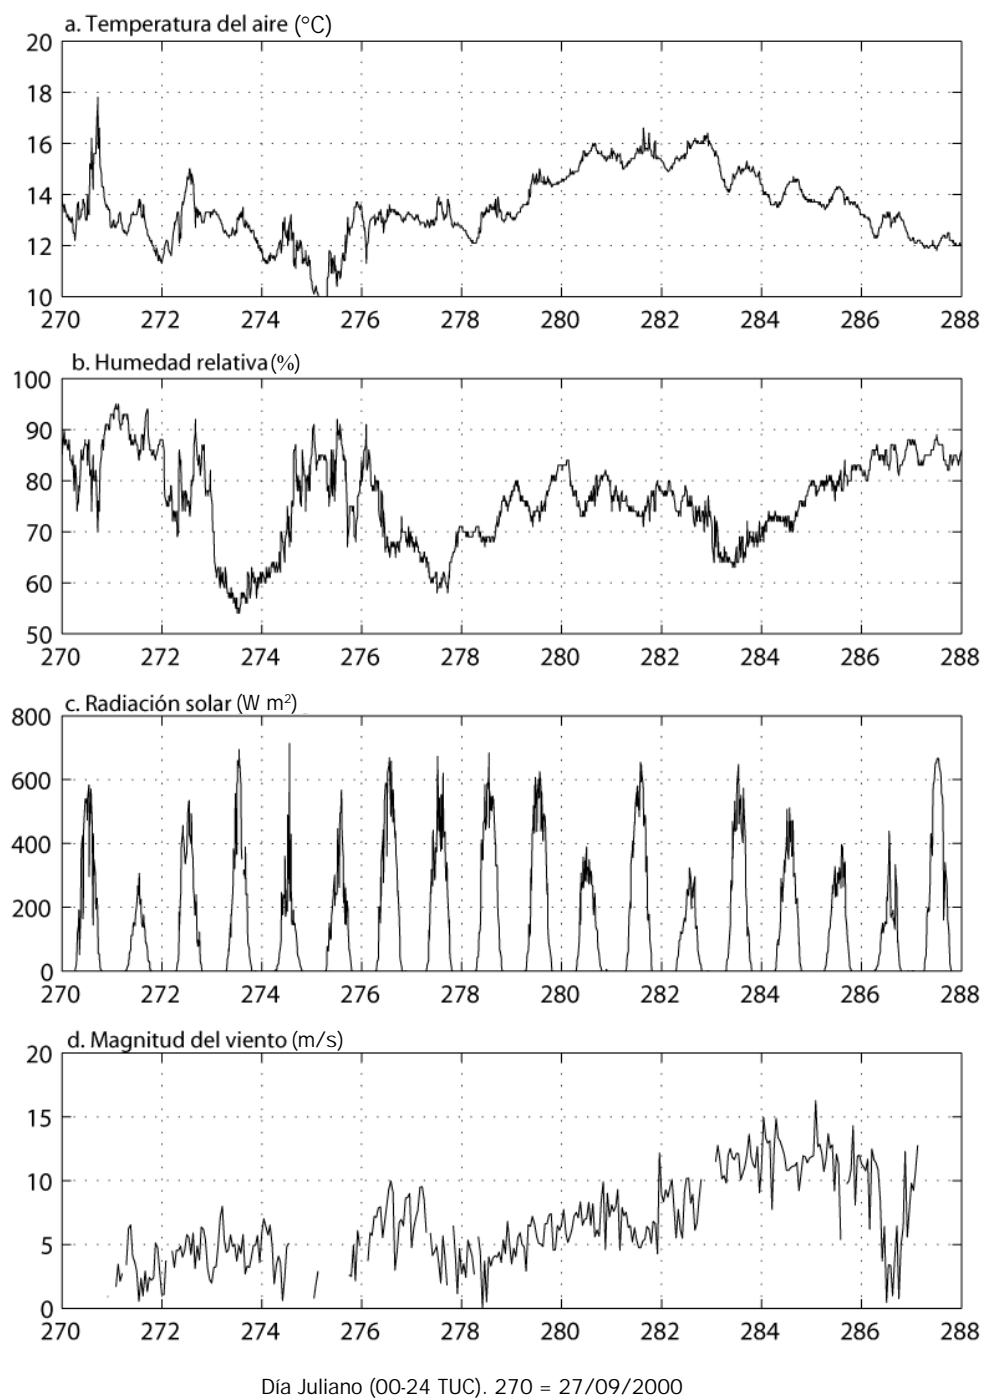 a. Temperatura del aire (°C)
20
18
16
14
12
10
270 272 274 276 278 280 282 284 286 288
b. Humedad relativa(%)
100
90
80
70
60
50
270 272 274 276 278 280 282 284 286 288
c. Radiación solar (W m²)
800
600
400
200
0
270 272 274 276 278 280 282 284 286 288
d. Magnitud del viento (m/s)
20
15
10
5
0
270 272 274 276 278 280 282 284 286 288
Día Juliano (00-24 TUC). 270 = 27/09/2000